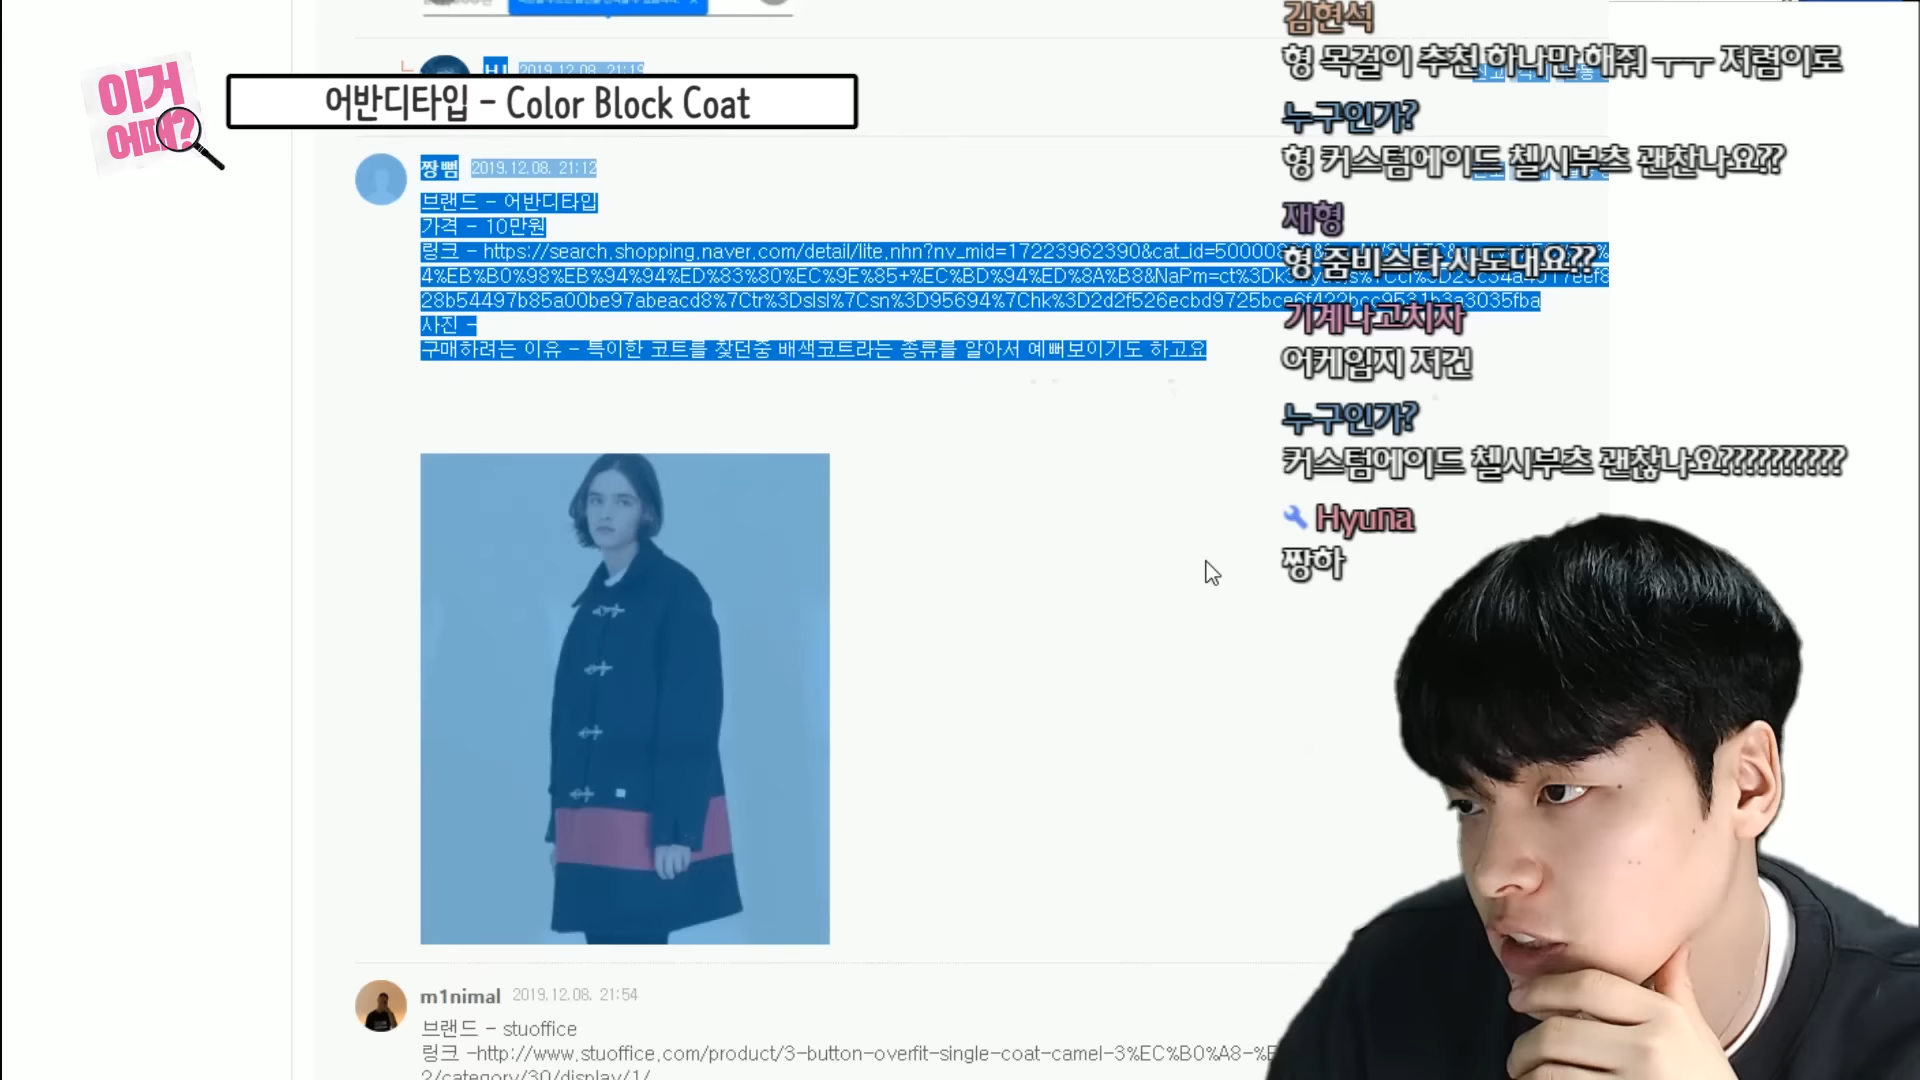 이거
어때?
어반디타입 - Color Block Coat
2019.12.08. 21:19
짱뻠 2019.12.08. 21:12
브랜드 - 어반디타입
가격 - 10만원
링크 - https://search.shopping.naver.com/detail/lite.nhn?nv_mid=17223962390&cat_id=50000
4%EB%B0%98%EB%94%94%ED%83%80%EC%9E%85+%EC%BD%94%ED%8A%B8&NaPm=ct%3Dk
28b54497b85a00be97abeacd8%7Ctr%3Dslsl%7Csn%3D95694%7Chk%3D2d2f526ecbd9725bce6f422bcc9531b3a3035fba
사진 -
구매하려는 이유 - 특이한 코트를 찾던중 배색코트라는 종류를 알아서 예뻐보이기도 하고요
m1nimal 2019.12.08. 21:54
브랜드 - stuoffice
링크 -http://www.stuoffice.com/product/3-button-overfit-single-coat-camel-3%EC%B0%A8-%E
2/category/30/display/1/
김현석
형 목걸이 추천 하나만 해줘 ㅜㅜ 저렴이로
누구인가?
형 커스텀에이드 첼시부츠 괜찬나요??
재형
형 줌비스타 사도대요??
기계나고치자
어케임지 저건
누구인가?
커스텀에이드 첼시부츠 괜찮나요??????????
Hyuna
짱하